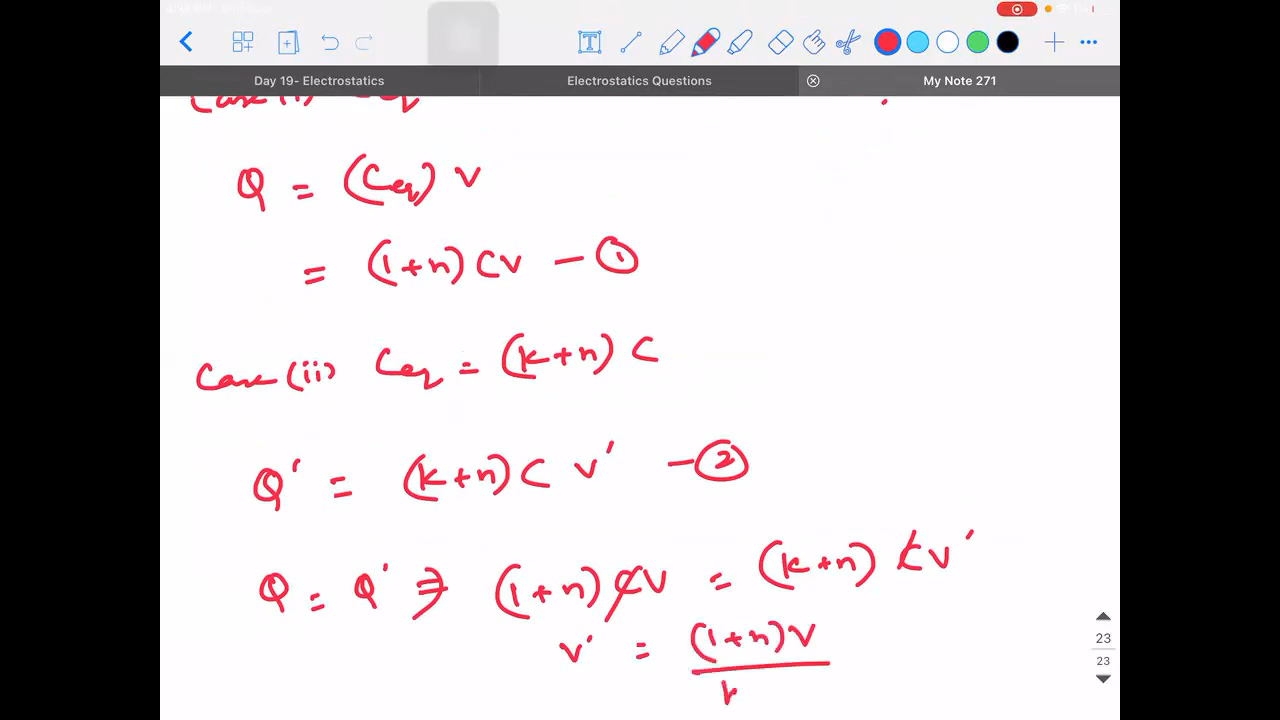 Day 19- Electrostatics
Electrostatics Questions
My Note 271
Q = (Ceq) V
= (1+n) CV - ①
Case (ii) Ceq = (k+n) C
Q' = (k+n) C V' - ②
Q = Q' ⇒ (1+n) CV = (k+n) CV'
V' = (1+n)V
23
23